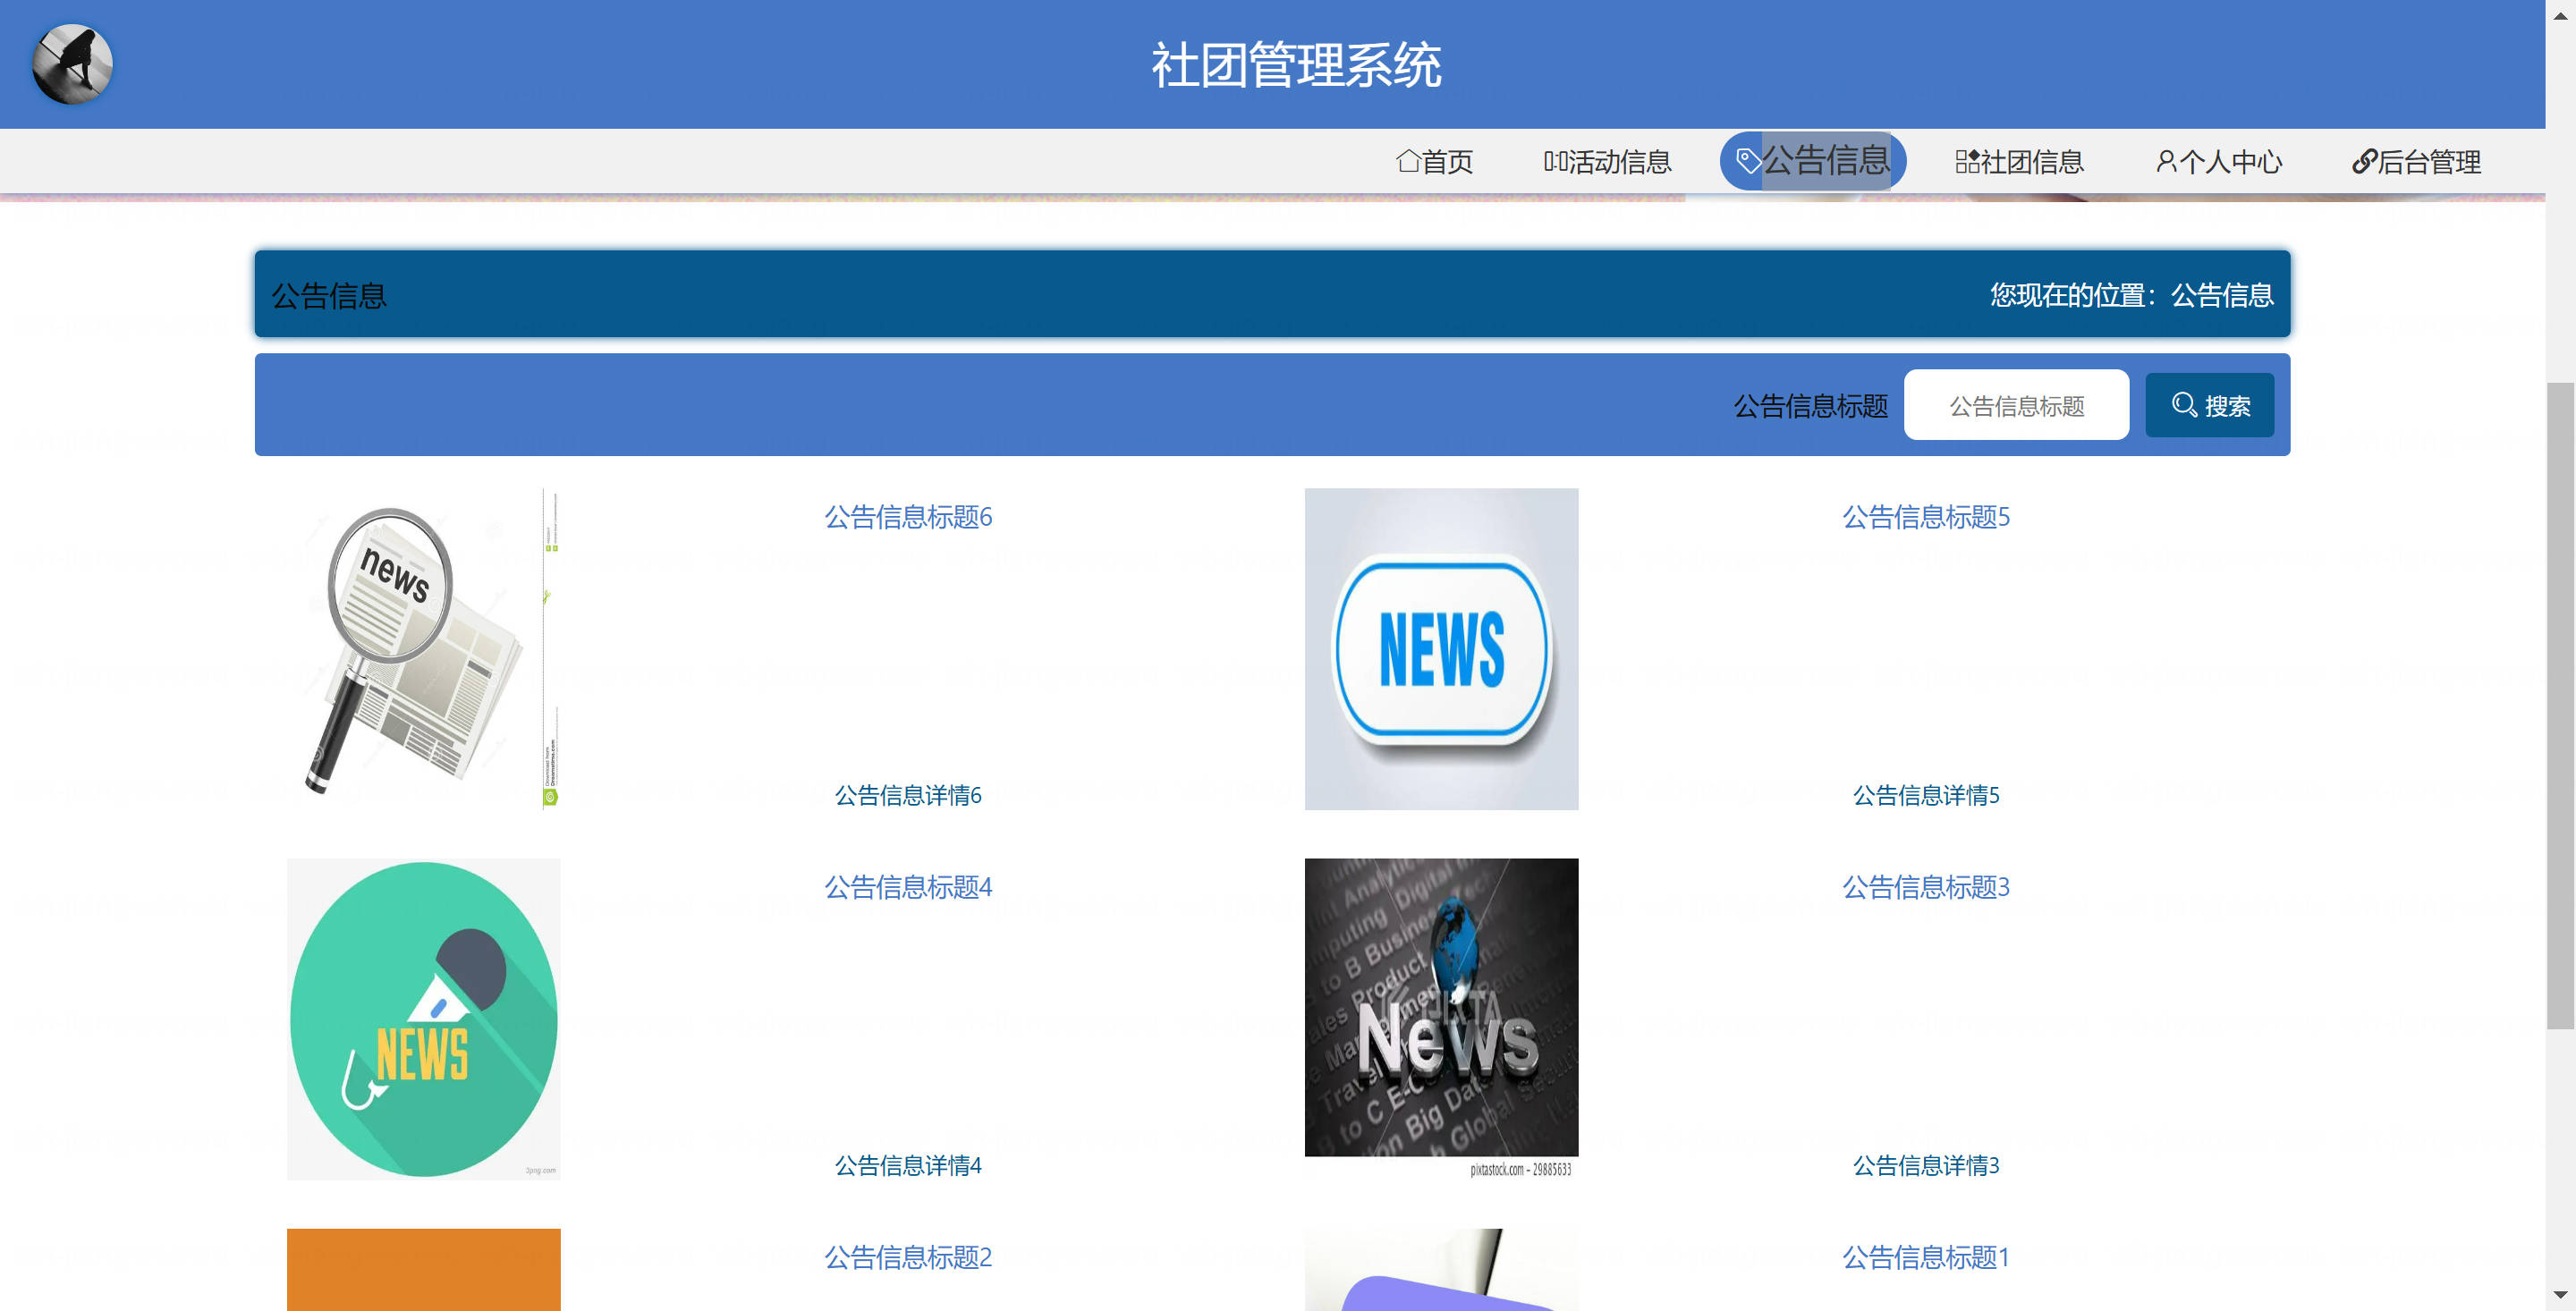 社团管理系统
首页 活动信息 公告信息 社团信息 个人中心 后台管理
公告信息 您现在的位置：公告信息
公告信息标题 公告信息标题 搜索
公告信息标题6
news
公告信息详情6
公告信息标题5
NEWS
公告信息详情5
公告信息标题4
NEWS
3png.com
公告信息详情4
公告信息标题3
News
pixtastock.com - 29885633
公告信息详情3
公告信息标题2
公告信息标题1